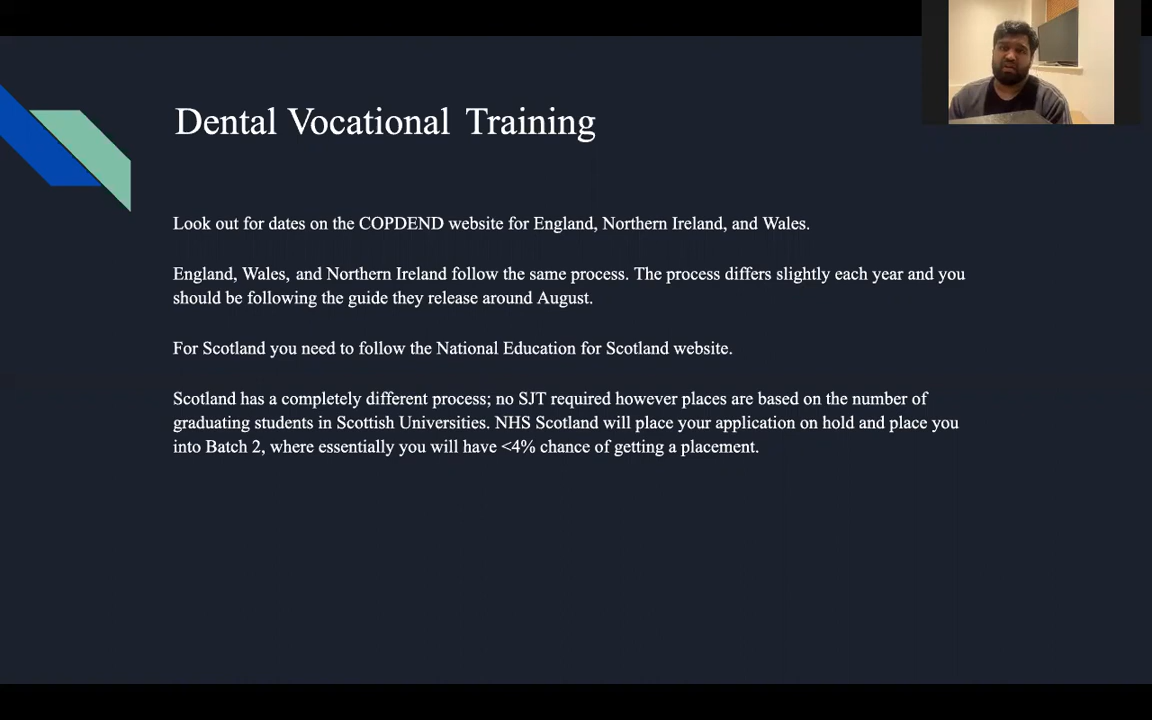 Dental Vocational Training
Look out for dates on the COPDEND website for England, Northern Ireland, and Wales.
England, Wales, and Northern Ireland follow the same process. The process differs slightly each year and you
should be following the guide they release around August.
For Scotland you need to follow the National Education for Scotland website.
Scotland has a completely different process; no SJT required however places are based on the number of
graduating students in Scottish Universities. NHS Scotland will place your application on hold and place you
into Batch 2, where essentially you will have <4% chance of getting a placement.